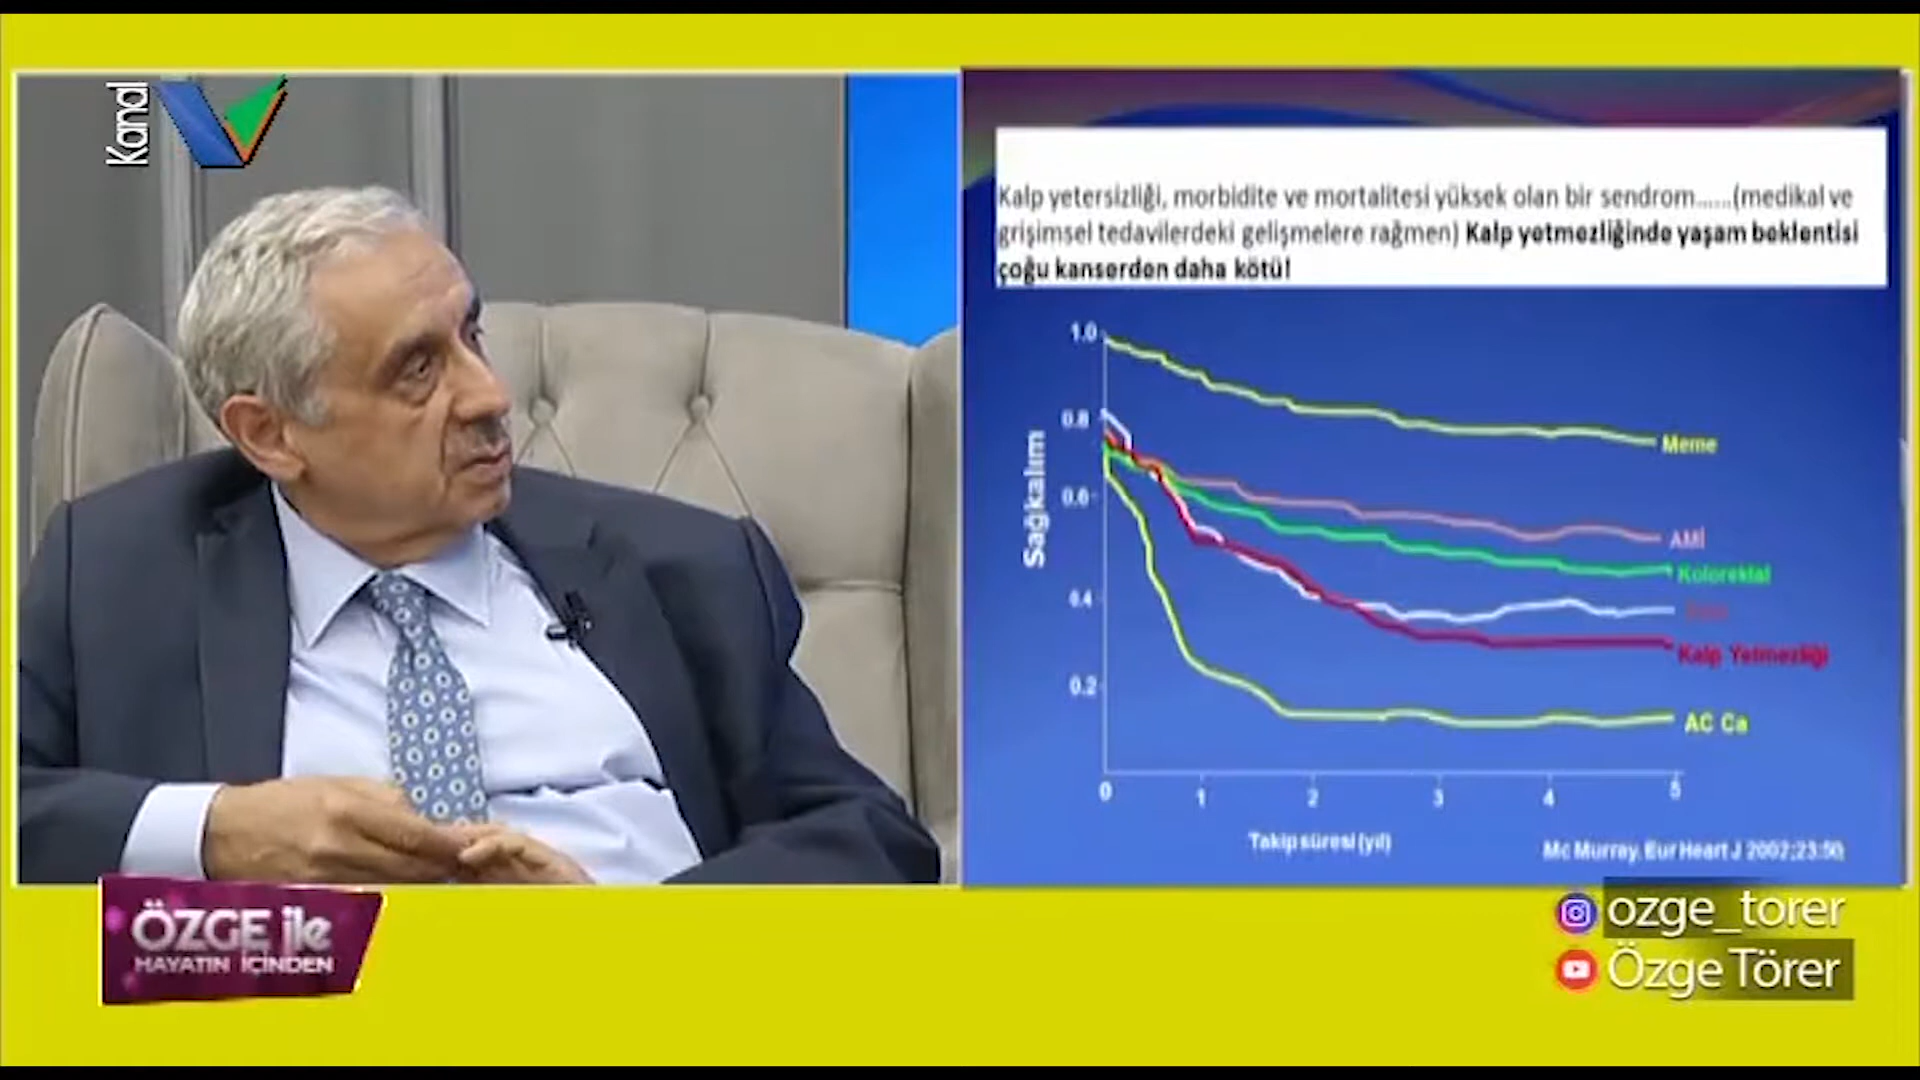 Kanal
Kalp yetersizliği, morbidite ve mortalitesi yüksek olan bir sendrom......(medikal ve
grişimsel tedavilerdeki gelişmelere rağmen) Kalp yetmezliğinde yaşam beklentisi
çoğu kanserden daha kötü!
1.0
0.8
0.6
0.4
0.2
Sağkalım
Meme
AMİ
Kolorektal
Kalp Yetmezliği
AC Ca
0 1 2 3 4 5
Takip süresi (yıl)
Mc Murray. Eur Heart J 2002;23:50
ÖZGE ile
HAYATIN İÇİNDEN
ozge_torer
Özge Törer